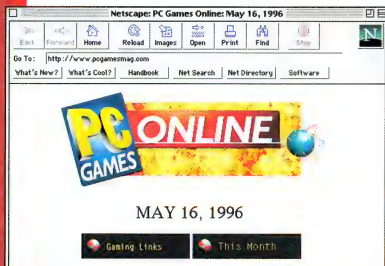 Netscape: PC Games Online: May 16, 1996
Back Forward Home Reload Images Open Print Find Stop N
Go To: http://www.pcgamesmag.com
What's New? What's Cool? Handbook Net Search Net Directory Software
PC GAMES ONLINE
MAY 16, 1996
Gaming Links This Month